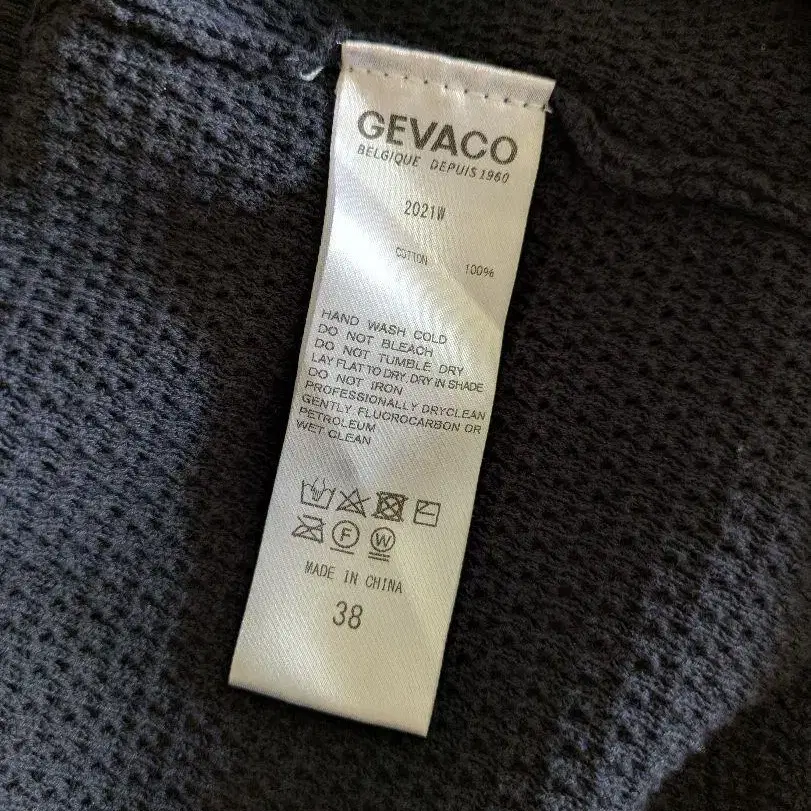 GEVACO
BELGIQUE DEPUIS 1960
2021W
COTTON 100%
HAND WASH COLD
DO NOT BLEACH
DO NOT TUMBLE DRY
LAY FLAT TO DRY. DRY IN SHADE
DO NOT IRON
PROFESSIONALLY DRYCLEAN
GENTLY FLUOROCARBON OR
PETROLEUM
WET CLEAN
F W
MADE IN CHINA
38